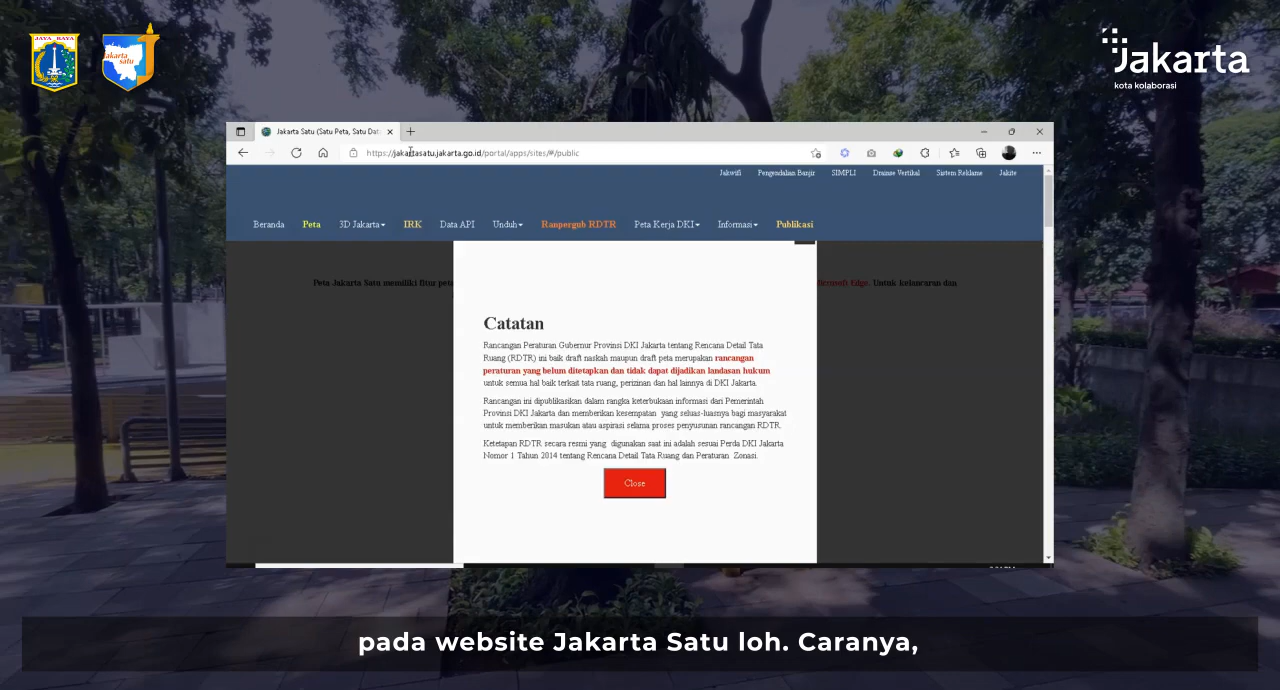 JAYA RAYA
jakarta
satu
Jakarta
kota kolaborasi
Jakarta Satu (Satu Peta, Satu Dat
https://jakartasatu.jakarta.go.id/portal/apps/sites/#/public
Jakwifi Pengendalian Banjir SIMPLI Drainse Vertikal Sistem Reklame Jakite
Beranda Peta 3D Jakarta IRK Data API Unduh Ranpergub RDTR Peta Kerja DKI Informasi Publikasi
Peta Jakarta Satu memiliki fitur peta Microsoft Edge. Untuk kelancaran dan
Catatan
Rancangan Peraturan Gubernur Provinsi DKI Jakarta tentang Rencana Detail Tata
Ruang (RDTR) ini baik draft naskah maupun draft peta merupakan rancangan
peraturan yang belum ditetapkan dan tidak dapat dijadikan landasan hukum
untuk semua hal baik terkait tata ruang, perizinan dan hal lainnya di DKI Jakarta.
Rancangan ini dipublikasikan dalam rangka keterbukaan informasi dari Pemerintah
Provinsi DKI Jakarta dan memberikan kesempatan yang seluas-luasnya bagi masyarakat
untuk memberikan masukan atau aspirasi selama proses penyusunan rancangan RDTR.
Ketetapan RDTR secara resmi yang digunakan saat ini adalah sesuai Perda DKI Jakarta
Nomor 1 Tahun 2014 tentang Rencana Detail Tata Ruang dan Peraturan Zonasi.
Close
pada website Jakarta Satu loh. Caranya,